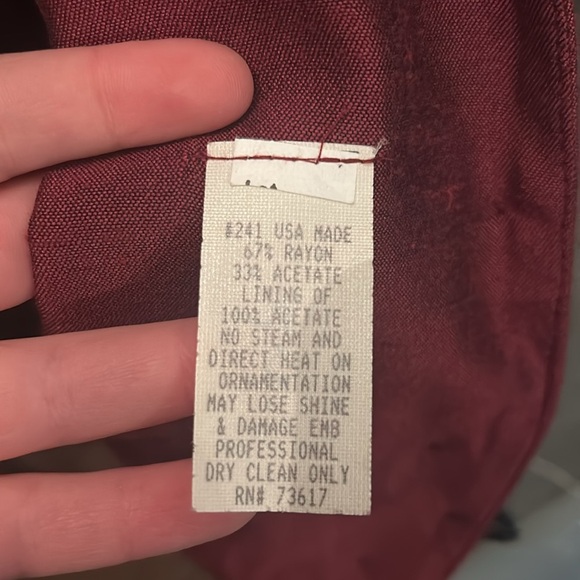 #241 USA MADE
67% RAYON
33% ACETATE
LINING OF
100% ACETATE
NO STEAM AND
DIRECT HEAT ON
ORNAMENTATION
MAY LOSE SHINE
& DAMAGE EMB
PROFESSIONAL
DRY CLEAN ONLY
RN# 73617